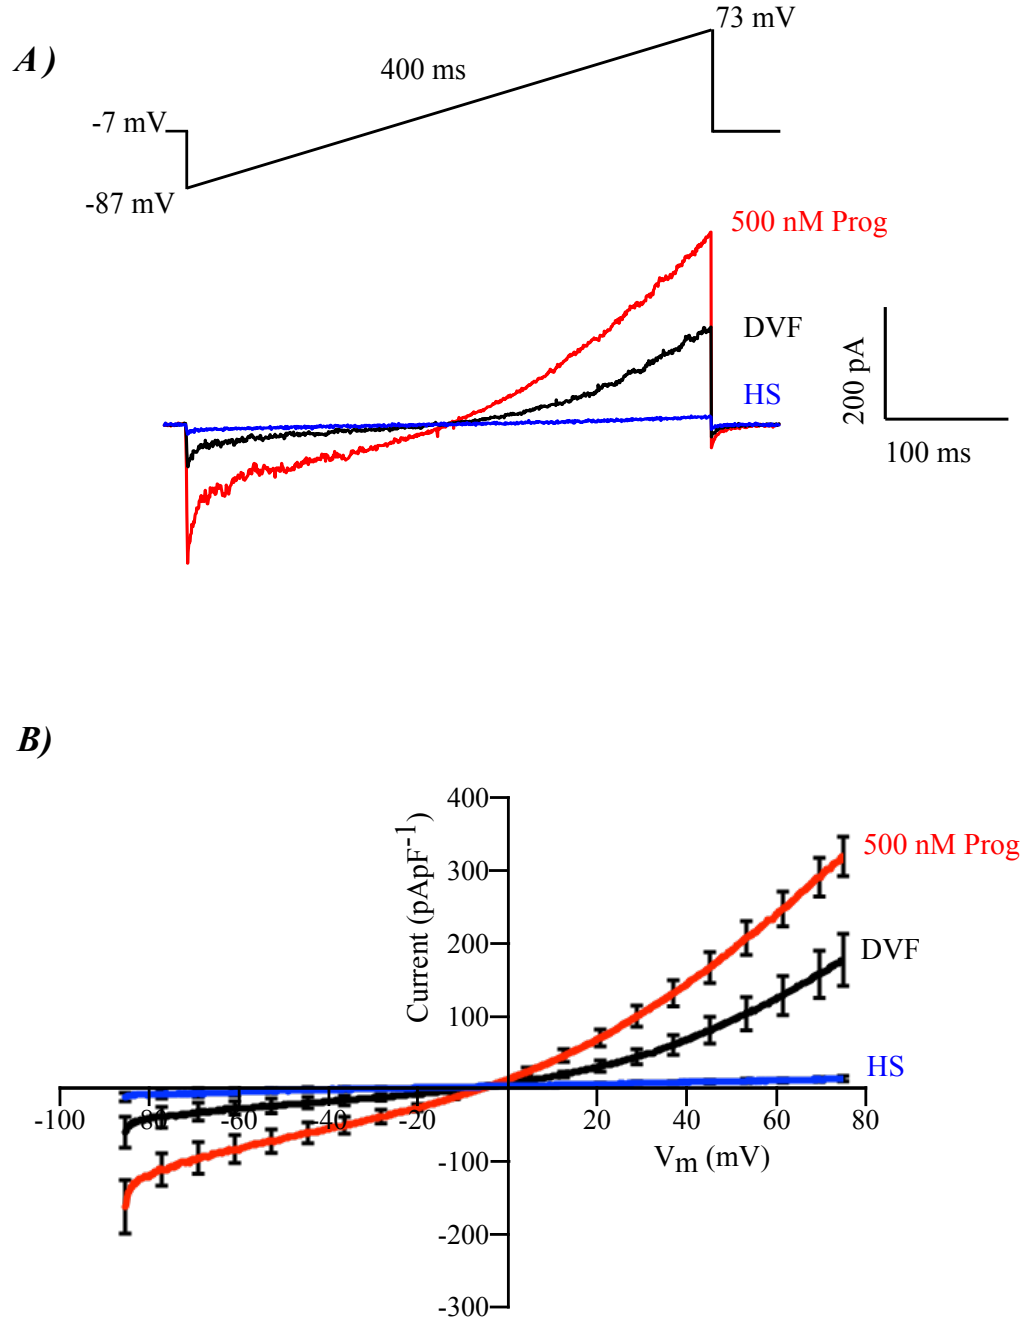 A)
73 mV
400 ms
-7 mV
-87 mV
500 nM Prog
DVF
HS
200 pA
100 ms
B)
400
300
200
100
-100
-200
-300
Current (pApF-1)
500 nM Prog
DVF
HS
-100 -80 -60 -40 -20 20 40 60 80
Vm (mV)